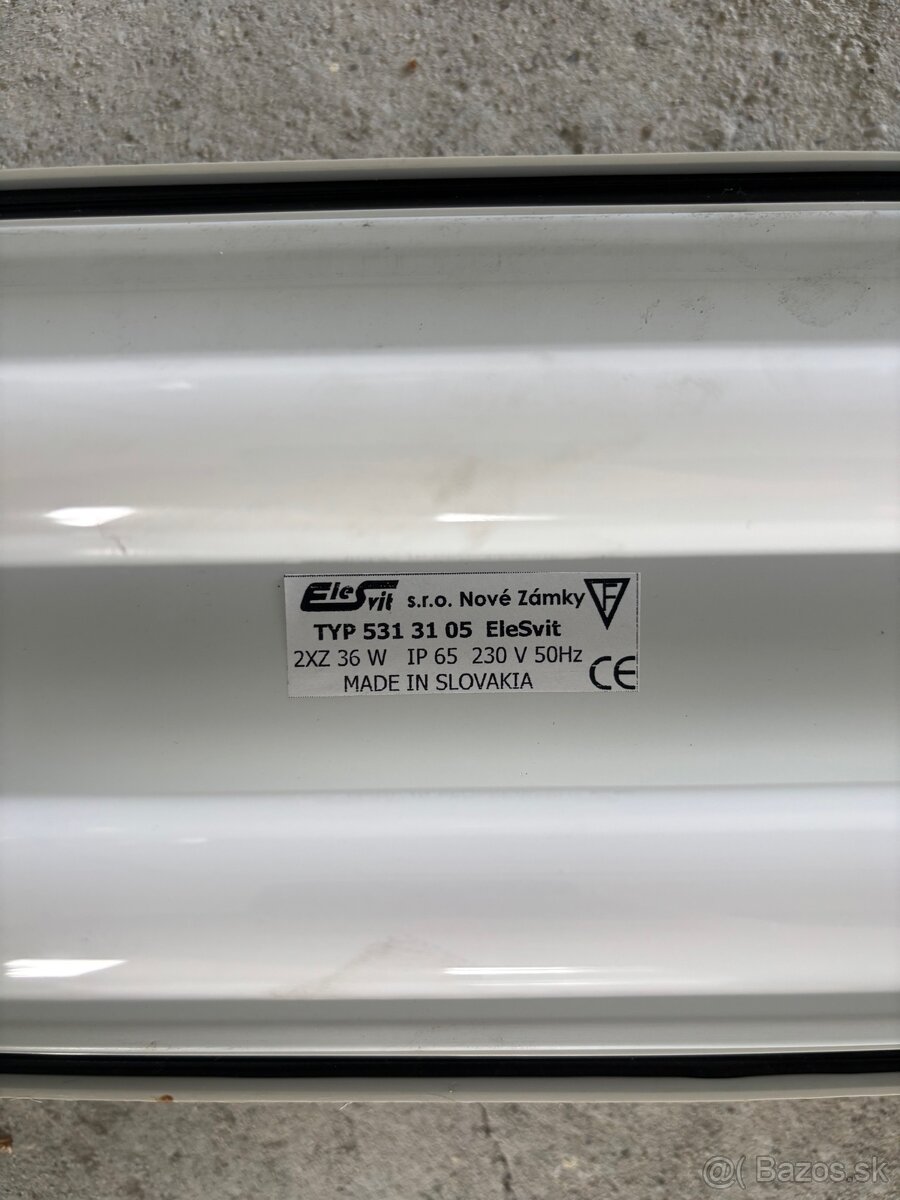 EleSvit s.r.o. Nové Zámky F
TYP 531 31 05 EleSvit
2XZ 36 W IP 65 230 V 50Hz
MADE IN SLOVAKIA CE
@( Bazos.sk